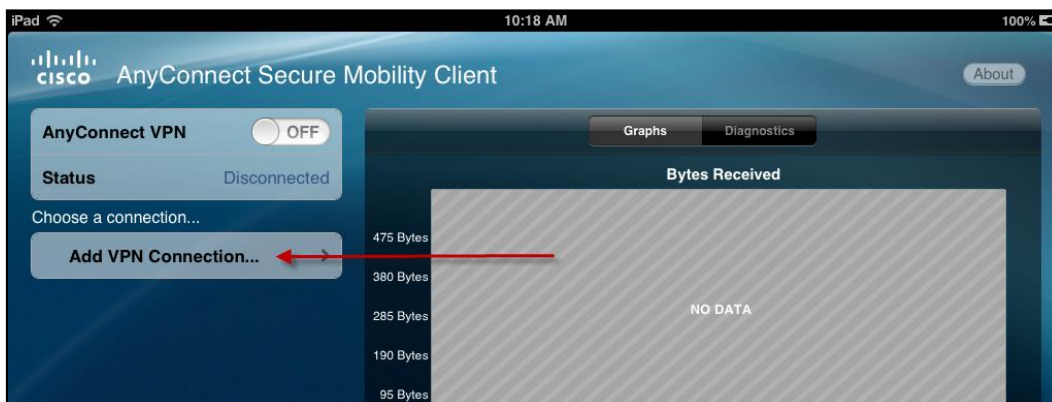 iPad 10:18 AM 100%
CISCO AnyConnect Secure Mobility Client About
AnyConnect VPN OFF
Status Disconnected
Choose a connection...
Add VPN Connection...
Graphs Diagnostics
Bytes Received
475 Bytes
380 Bytes
285 Bytes
190 Bytes
95 Bytes
NO DATA